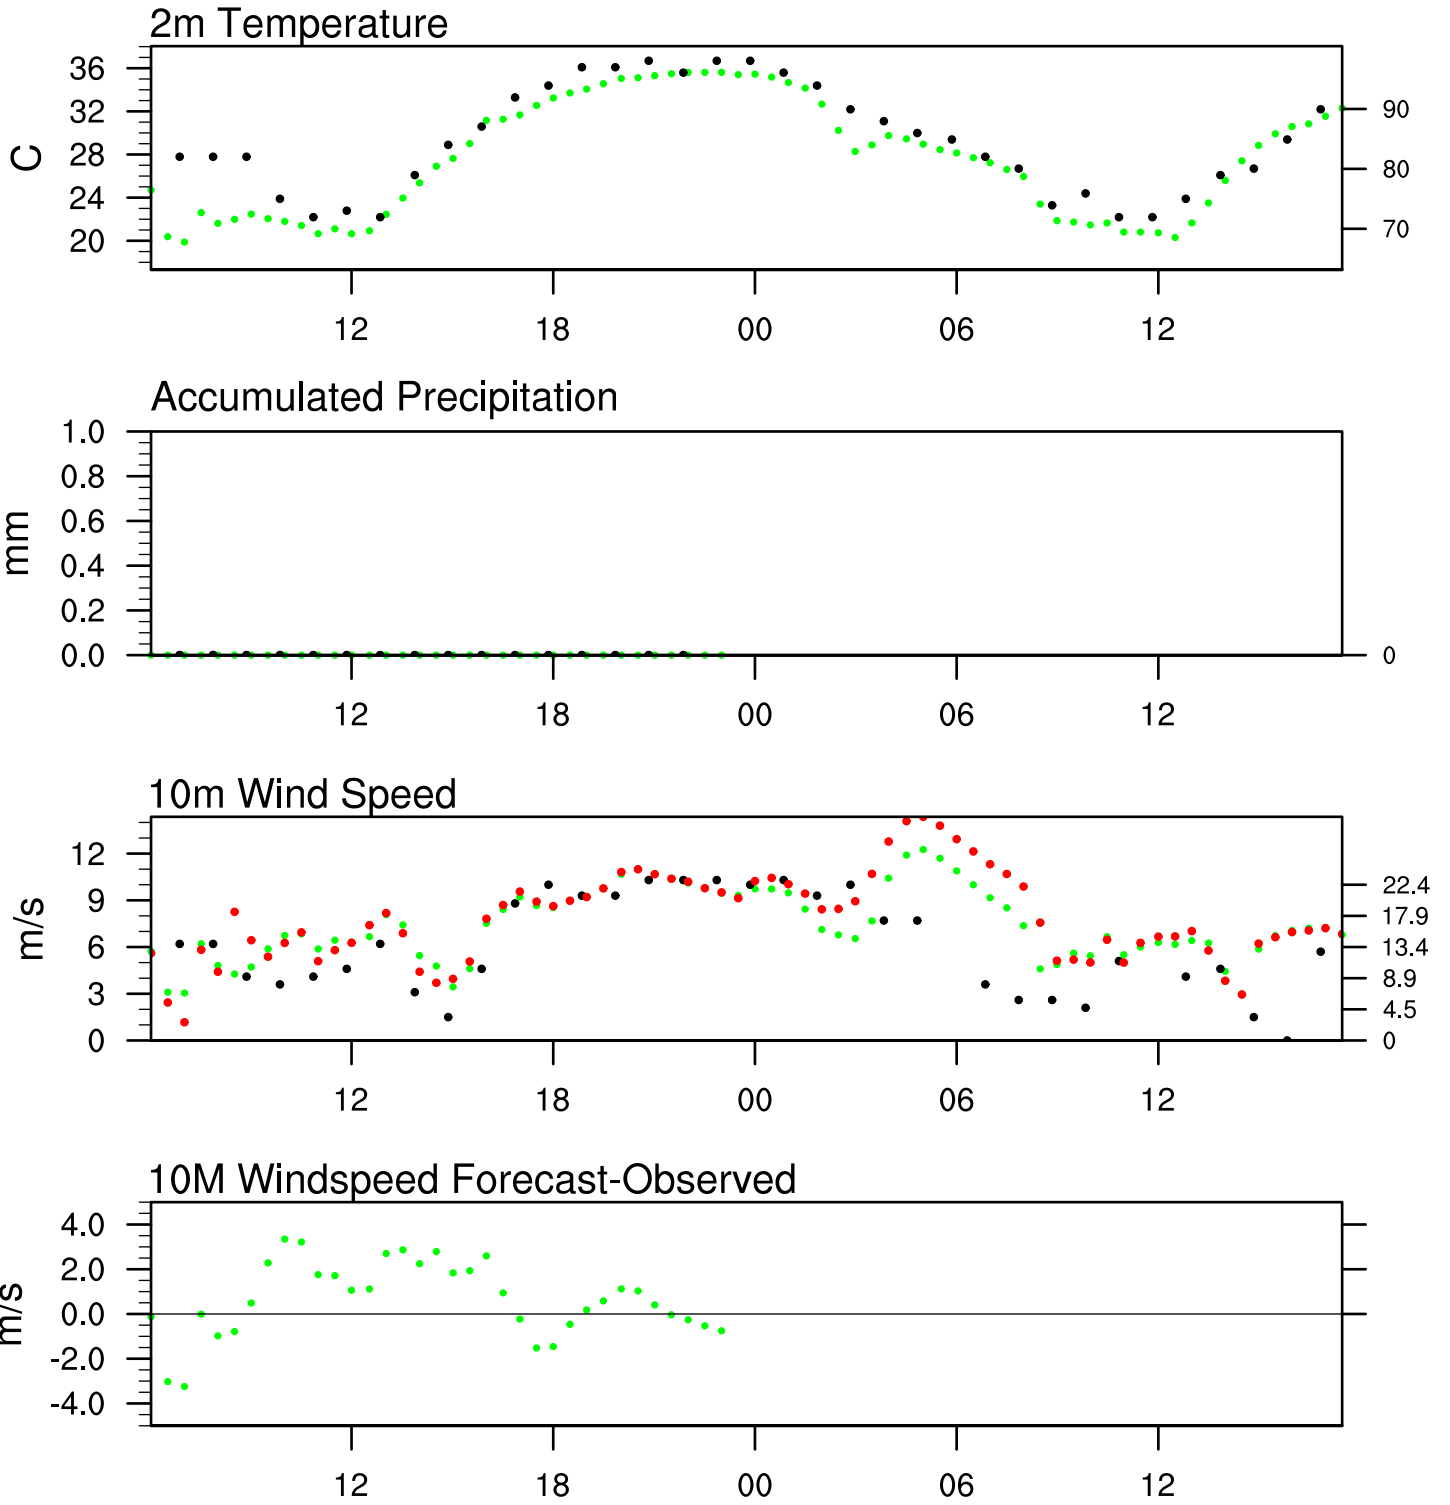 2m Temperature
36
32
28
24
20
C
90
80
70
12 18 00 06 12
Accumulated Precipitation
1.0
0.8
0.6
0.4
0.2
0.0
mm
0
12 18 00 06 12
10m Wind Speed
12
9
6
3
0
m/s
22.4
17.9
13.4
8.9
4.5
0
12 18 00 06 12
10M Windspeed Forecast-Observed
4.0
2.0
0.0
-2.0
-4.0
m/s
12 18 00 06 12